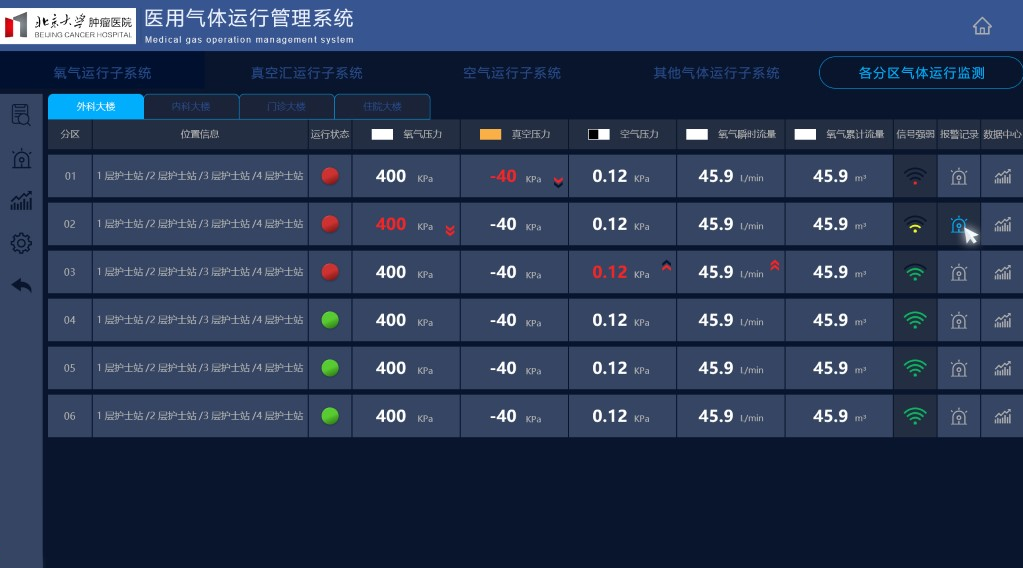 北京大学肿瘤医院
BEIJING CANCER HOSPITAL
医用气体运行管理系统
Medical gas operation management system
氧气运行子系统 真空汇运行子系统 空气运行子系统 其他气体运行子系统 各分区气体运行监测
外科大楼 内科大楼 门诊大楼 住院大楼
分区 位置信息 运行状态 氧气压力 真空压力 空气压力 氧气瞬时流量 氧气累计流量 信号强弱 报警记录 数据中心
01 1层护士站/2层护士站/3层护士站/4层护士站 400 KPa -40 KPa 0.12 KPa 45.9 L/min 45.9 m³
02 1层护士站/2层护士站/3层护士站/4层护士站 400 KPa -40 KPa 0.12 KPa 45.9 L/min 45.9 m³
03 1层护士站/2层护士站/3层护士站/4层护士站 400 KPa -40 KPa 0.12 KPa 45.9 L/min 45.9 m³
04 1层护士站/2层护士站/3层护士站/4层护士站 400 KPa -40 KPa 0.12 KPa 45.9 L/min 45.9 m³
05 1层护士站/2层护士站/3层护士站/4层护士站 400 KPa -40 KPa 0.12 KPa 45.9 L/min 45.9 m³
06 1层护士站/2层护士站/3层护士站/4层护士站 400 KPa -40 KPa 0.12 KPa 45.9 L/min 45.9 m³